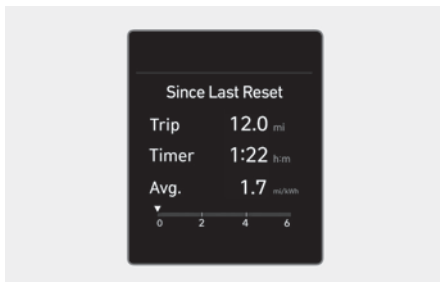 Since Last Reset
Trip 12.0 mi
Timer 1:22 h:m
Avg. 1.7 mi/kWh
0 2 4 6